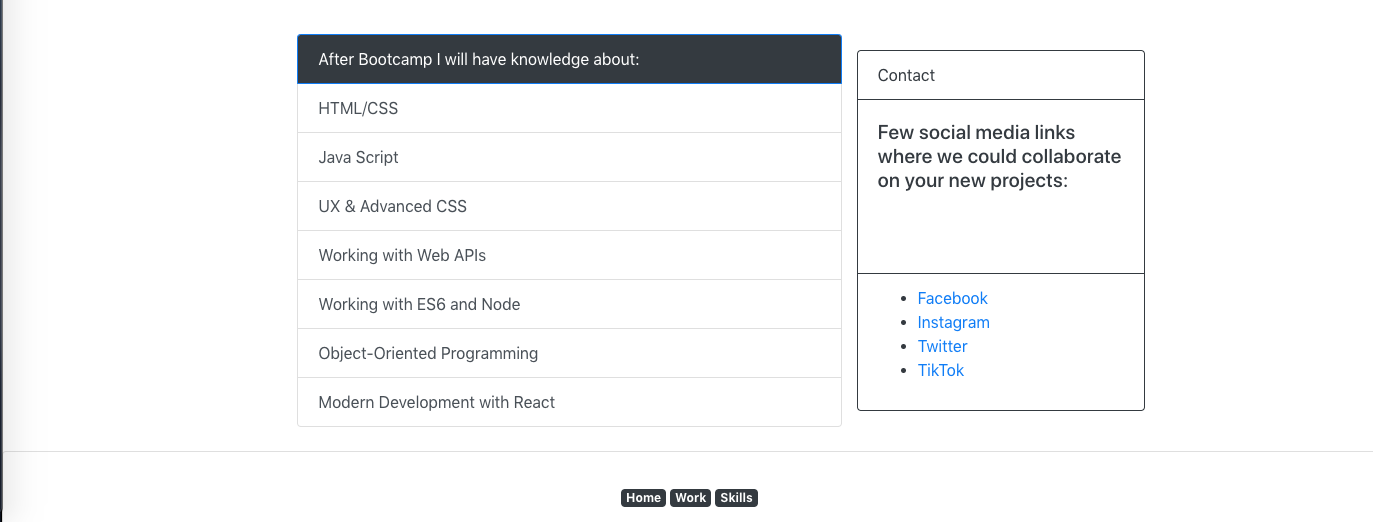 After Bootcamp I will have knowledge about:
HTML/CSS
Java Script
UX & Advanced CSS
Working with Web APIs
Working with ES6 and Node
Object-Oriented Programming
Modern Development with React
Contact
Few social media links
where we could collaborate
on your new projects:
Facebook
Instagram
Twitter
TikTok
Home Work Skills